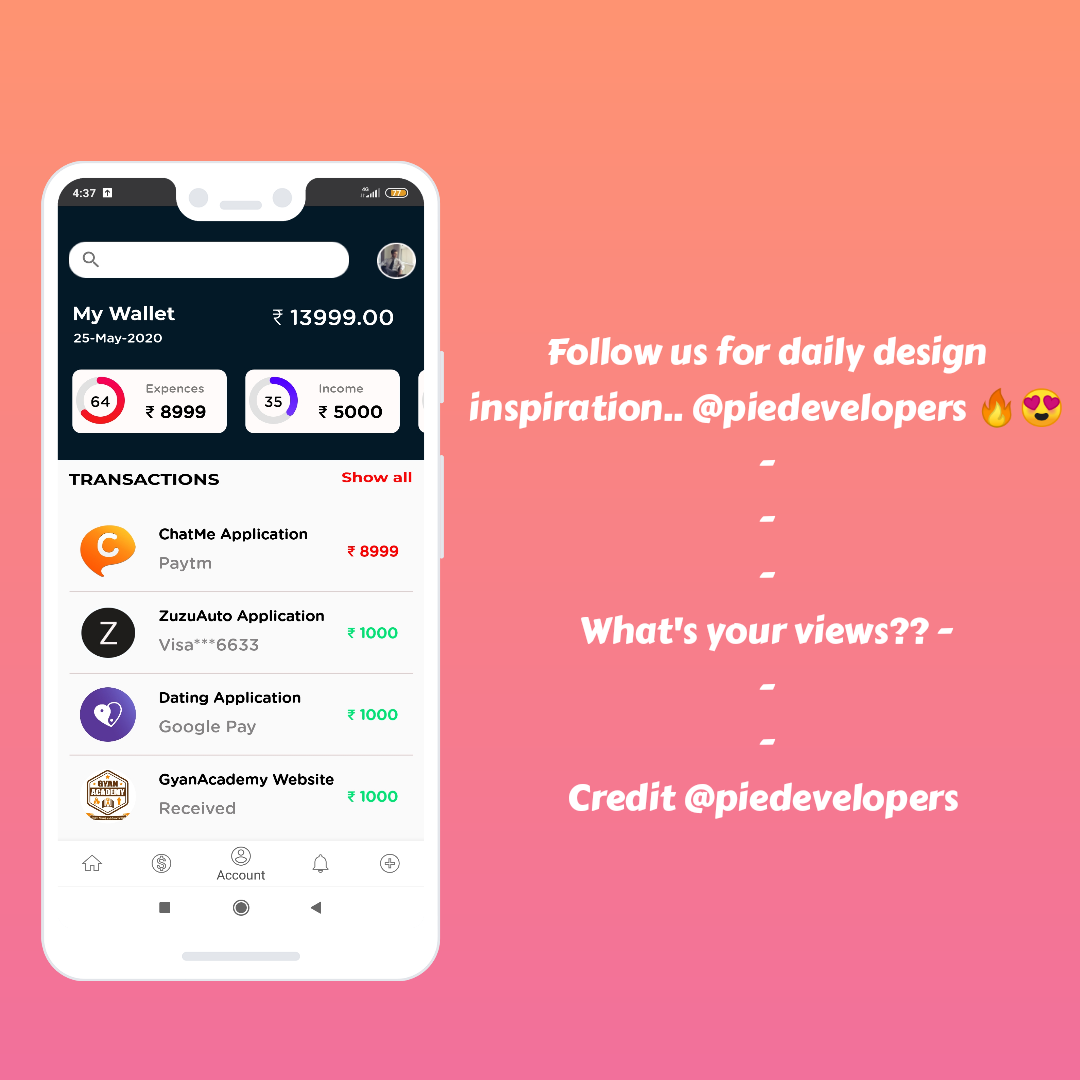 4:37
4G
77
My Wallet
₹ 13999.00
25-May-2020
64
Expences
₹ 8999
35
Income
₹ 5000
TRANSACTIONS
Show all
C
ChatMe Application
Paytm
₹ 8999
Z
ZuzuAuto Application
Visa***6633
₹ 1000
Dating Application
Google Pay
₹ 1000
GYAN
ACADEMY
GyanAcademy Website
Received
₹ 1000
Account
Follow us for daily design
inspiration.. @piedevelopers 🔥😍
-
-
-
What's your views?? -
-
-
Credit @piedevelopers